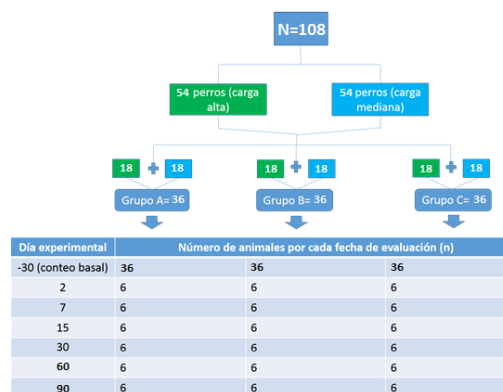 N=108
54 perros (carga
alta)
54 perros (carga
mediana)
18 + 18
18 + 18
18 + 18
Grupo A= 36
Grupo B= 36
Grupo C= 36
Día experimental Número de animales por cada fecha de evaluación (n)
-30 (conteo basal) 36 36 36
2 6 6 6
7 6 6 6
15 6 6 6
30 6 6 6
60 6 6 6
90 6 6 6